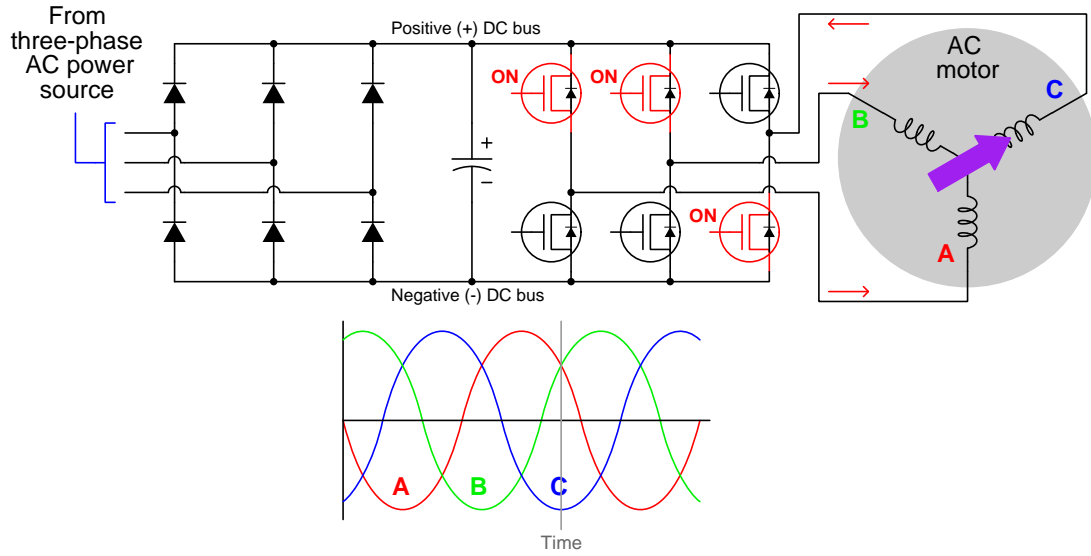 From
three-phase
AC power
source
Positive (+) DC bus
ON
ON
+
−
ON
Negative (-) DC bus
AC
motor
B
C
A
A
B
C
Time